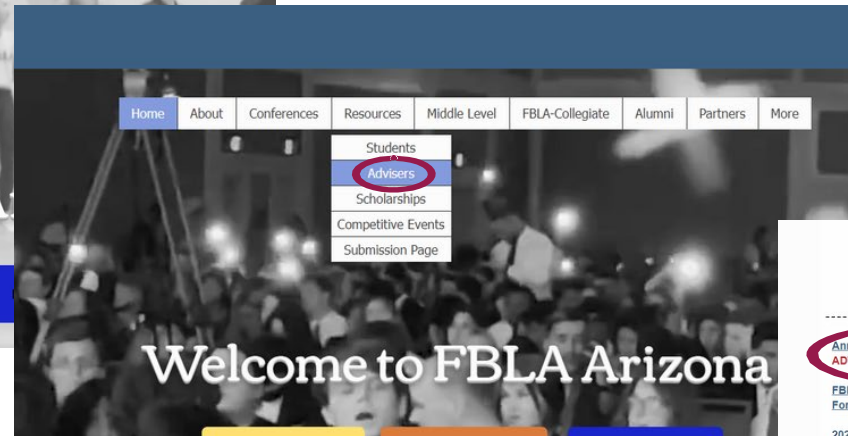 Home About Conferences Resources Middle Level FBLA-Collegiate Alumni Partners More
Students
Advisers
Scholarships
Competitive Events
Submission Page
Welcome to FBLA Arizona